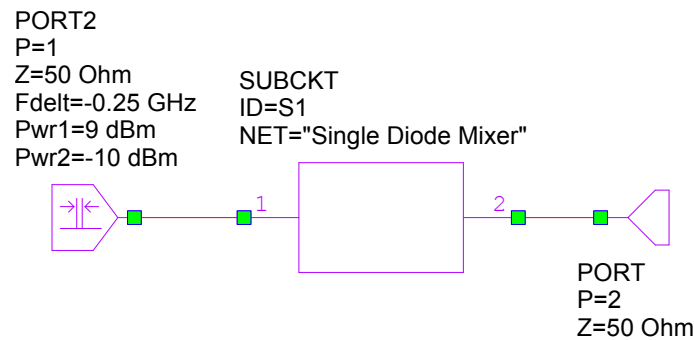 PORT2
P=1
Z=50 Ohm
Fdelt=-0.25 GHz
Pwr1=9 dBm
Pwr2=-10 dBm
SUBCKT
ID=S1
NET="Single Diode Mixer"
1
2
PORT
P=2
Z=50 Ohm